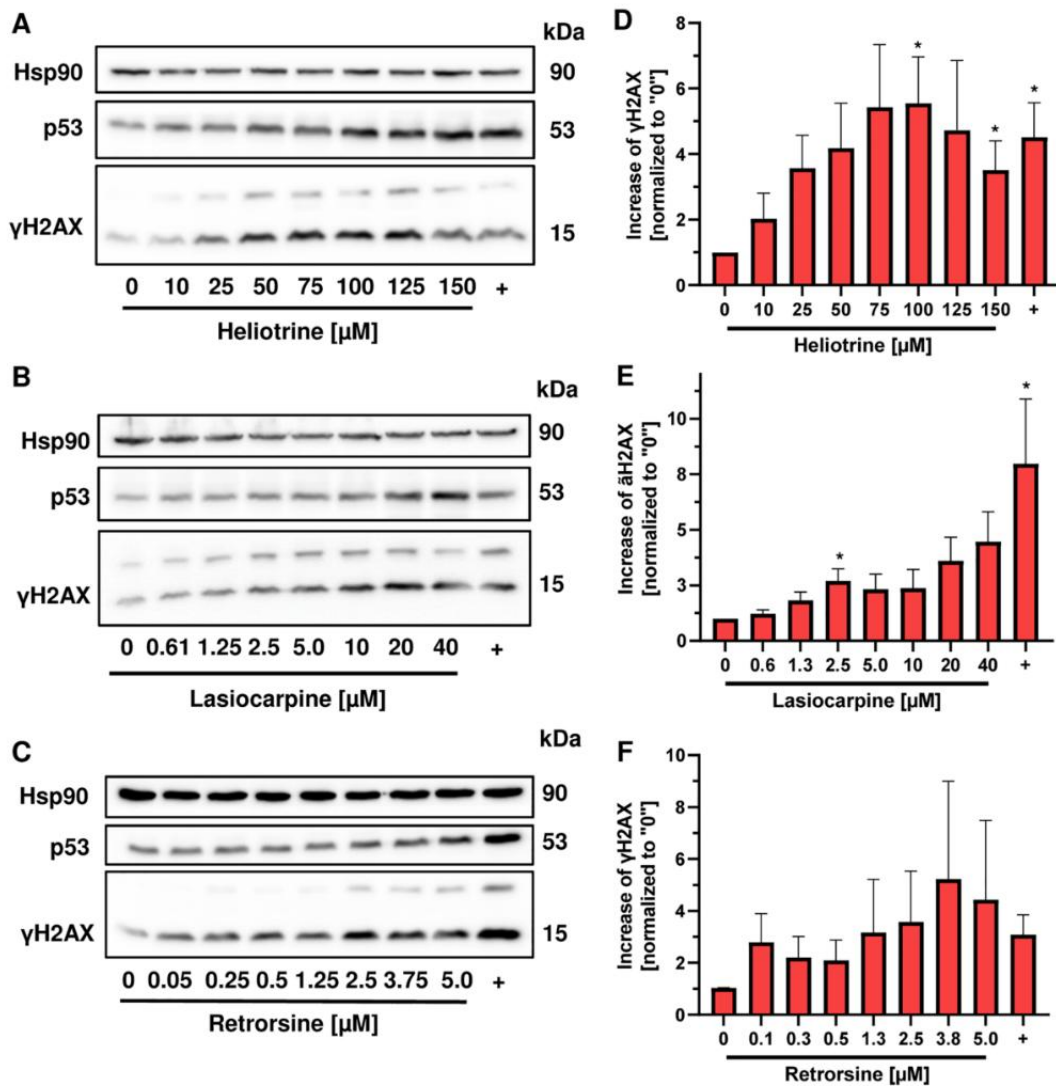 A
kDa
Hsp90
90
p53
53
γH2AX
15
0 10 25 50 75 100 125 150 +
Heliotrine [µM]
D
Increase of γH2AX
[normalized to "0"]
8
6
4
2
0
* * *
0 10 25 50 75 100 125 150 +
Heliotrine [µM]
B
kDa
Hsp90
90
p53
53
γH2AX
15
0 0.61 1.25 2.5 5.0 10 20 40 +
Lasiocarpine [µM]
E
Increase of äH2AX
[normalized to "0"]
10
8
5
3
0
* *
0 0.6 1.3 2.5 5.0 10 20 40 +
Lasiocarpine [µM]
C
kDa
Hsp90
90
p53
53
γH2AX
15
0 0.05 0.25 0.5 1.25 2.5 3.75 5.0 +
Retrorsine [µM]
F
Increase of γH2AX
[normalized to "0"]
10
8
6
4
2
0
0 0.1 0.3 0.5 1.3 2.5 3.8 5.0 +
Retrorsine [µM]